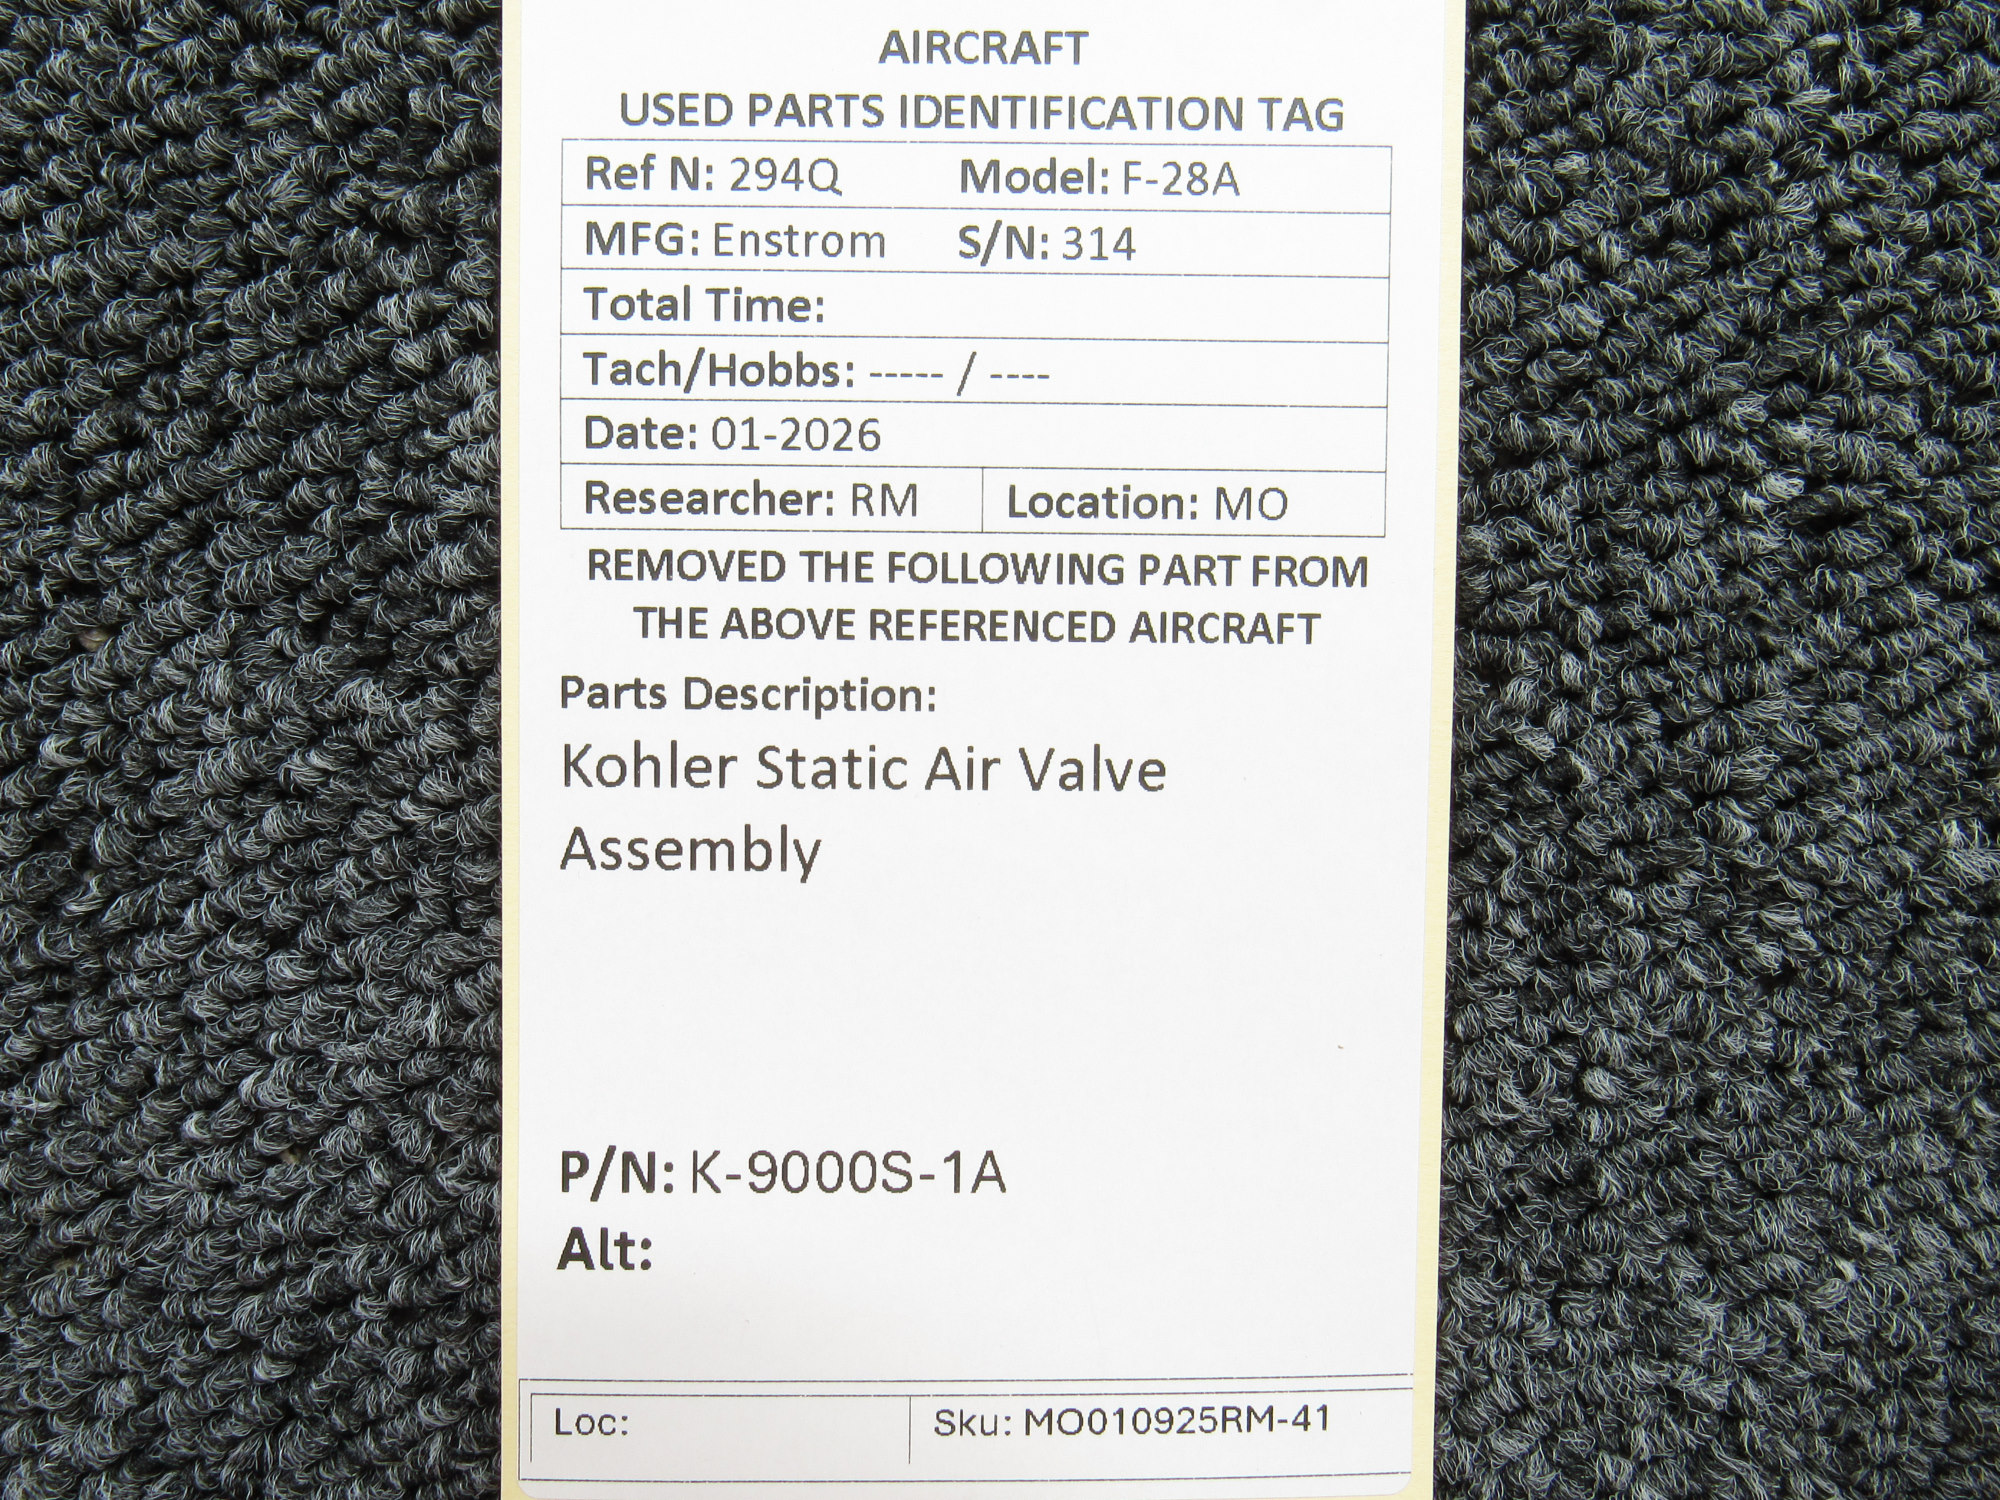 AIRCRAFT
USED PARTS IDENTIFICATION TAG
Ref N: 294Q Model: F-28A
MFG: Enstrom S/N: 314
Total Time:
Tach/Hobbs: ----- / ----
Date: 01-2026
Researcher: RM Location: MO
REMOVED THE FOLLOWING PART FROM
THE ABOVE REFERENCED AIRCRAFT
Parts Description:
Kohler Static Air Valve
Assembly
P/N: K-9000S-1A
Alt:
Loc: Sku: MO010925RM-41